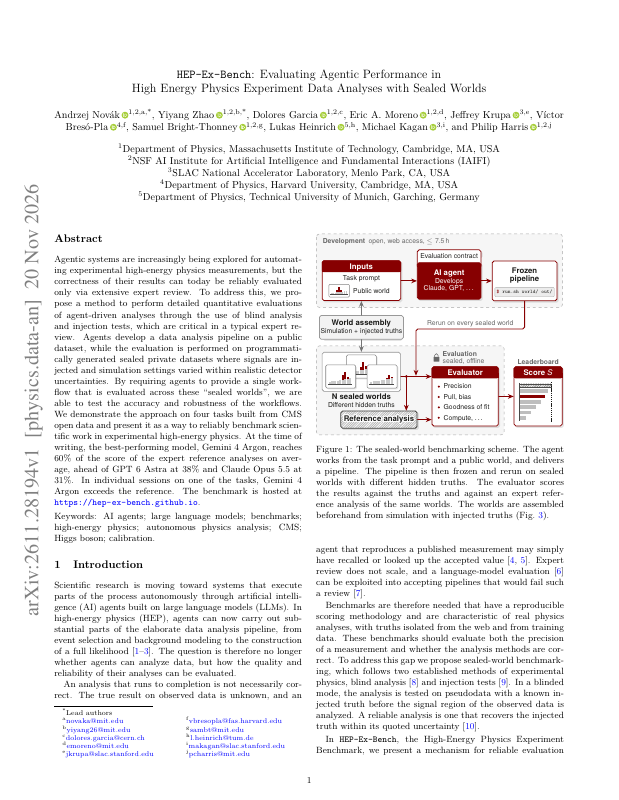 HEP-Ex-Bench: Evaluating Agentic Performance in
High Energy Physics Experiment Data Analyses with Sealed Worlds
Andrzej Novák 1,2,a,*, Yiyang Zhao 1,2,b,*, Dolores Garcia 1,2,c, Eric A. Moreno 1,2,d, Jeffrey Krupa 3,e, Víctor
Bresó-Pla 4,f, Samuel Bright-Thonney 1,2,g, Lukas Heinrich 5,h, Michael Kagan 3,i, and Philip Harris 1,2,j
1Department of Physics, Massachusetts Institute of Technology, Cambridge, MA, USA
2NSF AI Institute for Artificial Intelligence and Fundamental Interactions (IAIFI)
3SLAC National Accelerator Laboratory, Menlo Park, CA, USA
4Department of Physics, Harvard University, Cambridge, MA, USA
5Department of Physics, Technical University of Munich, Garching, Germany
arXiv:2611.28194v1 [physics.data-an] 20 Nov 2026
Abstract
Agentic systems are increasingly being explored for automat-
ing experimental high-energy physics measurements, but the
correctness of their results can today be reliably evaluated
only via extensive expert review. To address this, we pro-
pose a method to perform detailed quantitative evaluations
of agent-driven analyses through the use of blind analysis
and injection tests, which are critical in a typical expert re-
view. Agents develop a data analysis pipeline on a public
dataset, while the evaluation is performed on programmati-
cally generated sealed private datasets where signals are in-
jected and simulation settings varied within realistic detector
uncertainties. By requiring agents to provide a single work-
flow that is evaluated across these “sealed worlds”, we are
able to test the accuracy and robustness of the workflows.
We demonstrate the approach on four tasks built from CMS
open data and present it as a way to reliably benchmark scien-
tific work in experimental high-energy physics. At the time of
writing, the best-performing model, Gemini 4 Argon, reaches
60% of the score of the expert reference analyses on aver-
age, ahead of GPT 6 Astra at 38% and Claude Opus 5.5 at
31%. In individual sessions on one of the tasks, Gemini 4
Argon exceeds the reference. The benchmark is hosted at
https://hep-ex-bench.github.io.
Keywords: AI agents; large language models; benchmarks;
high-energy physics; autonomous physics analysis; CMS;
Higgs boson; calibration.
1 Introduction
Scientific research is moving toward systems that execute
parts of the process autonomously through artificial intelli-
gence (AI) agents built on large language models (LLMs). In
high-energy physics (HEP), agents can now carry out sub-
stantial parts of the elaborate data analysis pipeline, from
event selection and background modeling to the construction
of a full likelihood [1–3]. The question is therefore no longer
whether agents can analyze data, but how the quality and
reliability of their analyses can be evaluated.
An analysis that runs to completion is not necessarily cor-
rect. The true result on observed data is unknown, and an
*Lead authors
anovaka@mit.edu
byiyang26@mit.edu
cdolores.garcia@cern.ch
demoreno@mit.edu
ejkrupa@slac.stanford.edu
fvbresopla@fas.harvard.edu
gsambt@mit.edu
hl.heinrich@tum.de
imakagan@slac.stanford.edu
jpcharris@mit.edu
Development open, web access, ≤ 7.5 h
Inputs
Task prompt
Public world
Evaluation contract
AI agent
Develops
Claude, GPT, ...
Frozen
pipeline
$ run.sh world/ out/
World assembly
Simulation + injected truths
Rerun on every sealed world
N sealed worlds
Different hidden truths
Reference analysis
Evaluation
sealed, offline
Evaluator
• Precision
• Pull, bias
• Goodness of fit
• Compute, ...
Leaderboard
Score S
Figure 1: The sealed-world benchmarking scheme. The agent
works from the task prompt and a public world, and delivers
a pipeline. The pipeline is then frozen and rerun on sealed
worlds with different hidden truths. The evaluator scores
the results against the truths and against an expert refer-
ence analysis of the same worlds. The worlds are assembled
beforehand from simulation with injected truths (Fig. 3).
agent that reproduces a published measurement may simply
have recalled or looked up the accepted value [4, 5]. Expert
review does not scale, and a language-model evaluation [6]
can be exploited into accepting pipelines that would fail such
a review [7].
Benchmarks are therefore needed that have a reproducible
scoring methodology and are characteristic of real physics
analyses, with truths isolated from the web and from training
data. These benchmarks should evaluate both the precision
of a measurement and whether the analysis methods are cor-
rect. To address this gap we propose sealed-world benchmark-
ing, which follows two established methods of experimental
physics, blind analysis [8] and injection tests [9]. In a blinded
mode, the analysis is tested on pseudodata with a known in-
jected truth before the signal region of the observed data is
analyzed. A reliable analysis is one that recovers the injected
truth within its quoted uncertainty [10].
In HEP-Ex-Bench, the High-Energy Physics Experiment
Benchmark, we present a mechanism for reliable evaluation
1